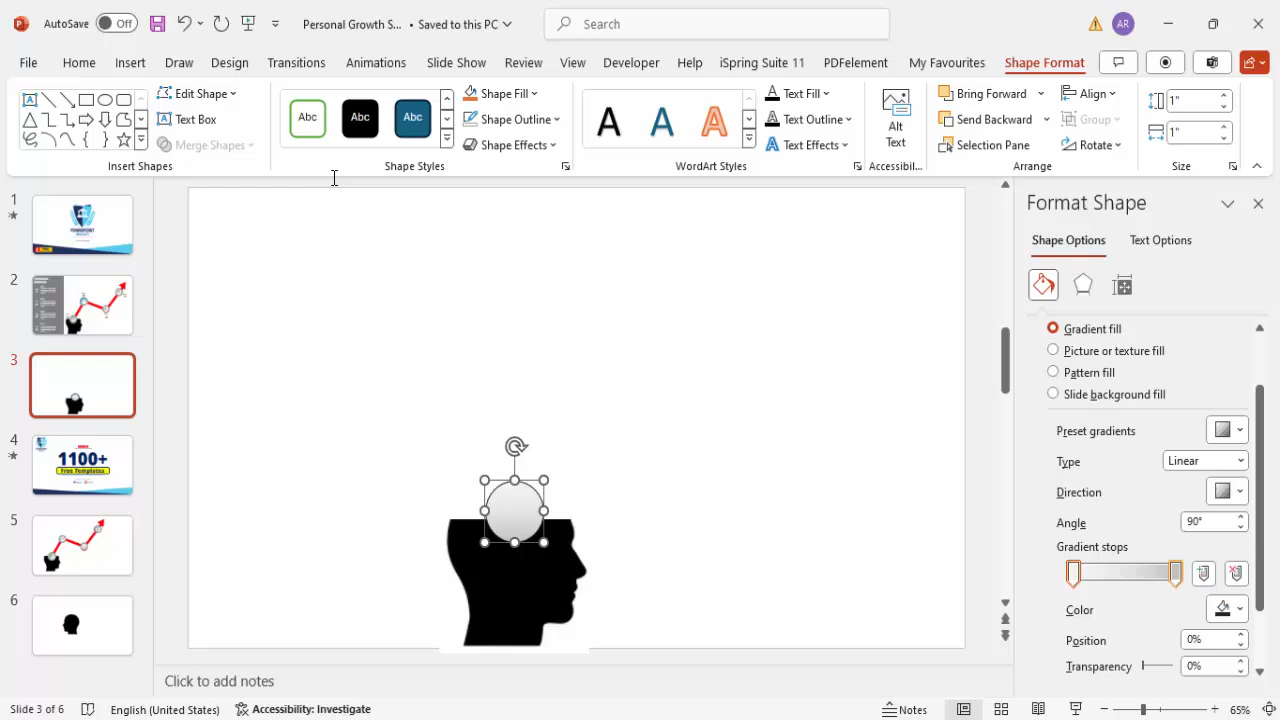 AutoSave Off Personal Growth S... • Saved to this PC Search AR
File Home Insert Draw Design Transitions Animations Slide Show Review View Developer Help iSpring Suite 11 PDFelement My Favourites Shape Format
Edit Shape
Text Box
Merge Shapes
Insert Shapes
Abc Abc Abc
Shape Fill
Shape Outline
Shape Effects
Shape Styles
A A A
Text Fill
Text Outline
Text Effects
WordArt Styles
Alt
Text
Accessibil...
Bring Forward
Send Backward
Selection Pane
Align
Group
Rotate
Arrange
1"
1"
Size
1
POWERPOINT
2
3
4
1100+
Free Templates
5
6
Format Shape
Shape Options Text Options
Gradient fill
Picture or texture fill
Pattern fill
Slide background fill
Preset gradients
Type Linear
Direction
Angle 90°
Gradient stops
Color
Position 0%
Transparency 0%
Click to add notes
Slide 3 of 6 English (United States) Accessibility: Investigate Notes 65%